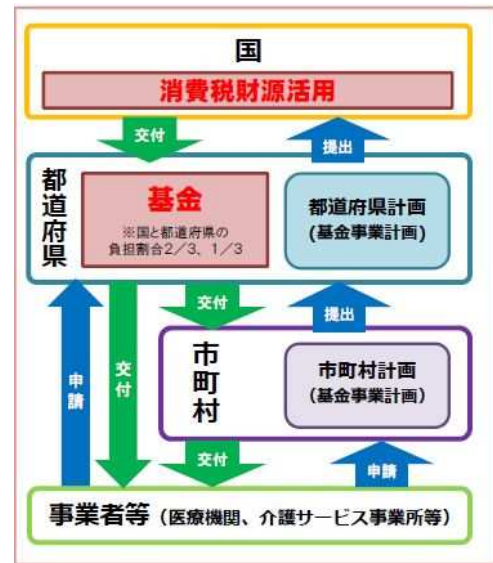 国
消費税財源活用
交付
提出
都道府県
基金
※国と都道府県の
負担割合2/3、1/3
都道府県計画
(基金事業計画)
交付
提出
申請
交付
市町村
市町村計画
(基金事業計画)
交付
申請
事業者等(医療機関、介護サービス事業所等)